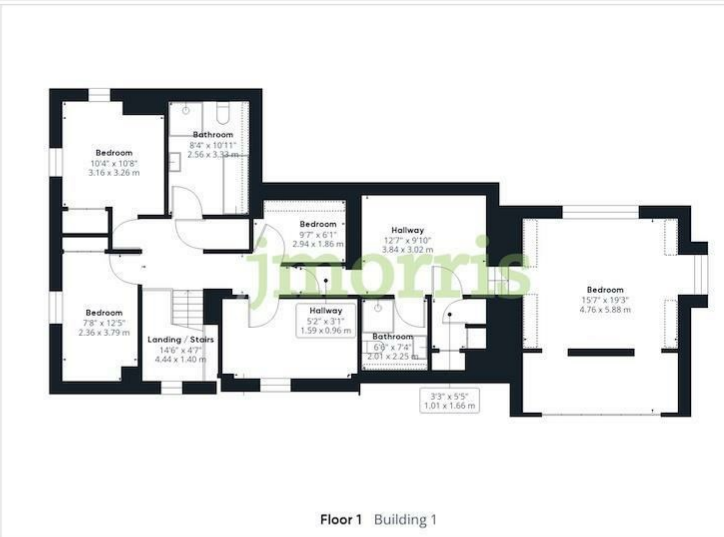 Bedroom
10'4" x 10'8"
3.16 x 3.26 m
Bathroom
8'4" x 10'11"
2.56 x 3.33 m
Bedroom
9'7" x 6'1"
2.94 x 1.86 m
Hallway
12'7" x 9'10"
3.84 x 3.02 m
jmorris
Bedroom
15'7" x 19'3"
4.76 x 5.88 m
Bedroom
7'8" x 12'5"
2.36 x 3.79 m
Landing / Stairs
14'6" x 4'7"
4.44 x 1.40 m
Hallway
5'2" x 3'1"
1.59 x 0.96 m
Bathroom
x 7'4"
2.01 x 2.25 m
3'3" x 5'5"
1.01 x 1.66 m
Floor 1 Building 1